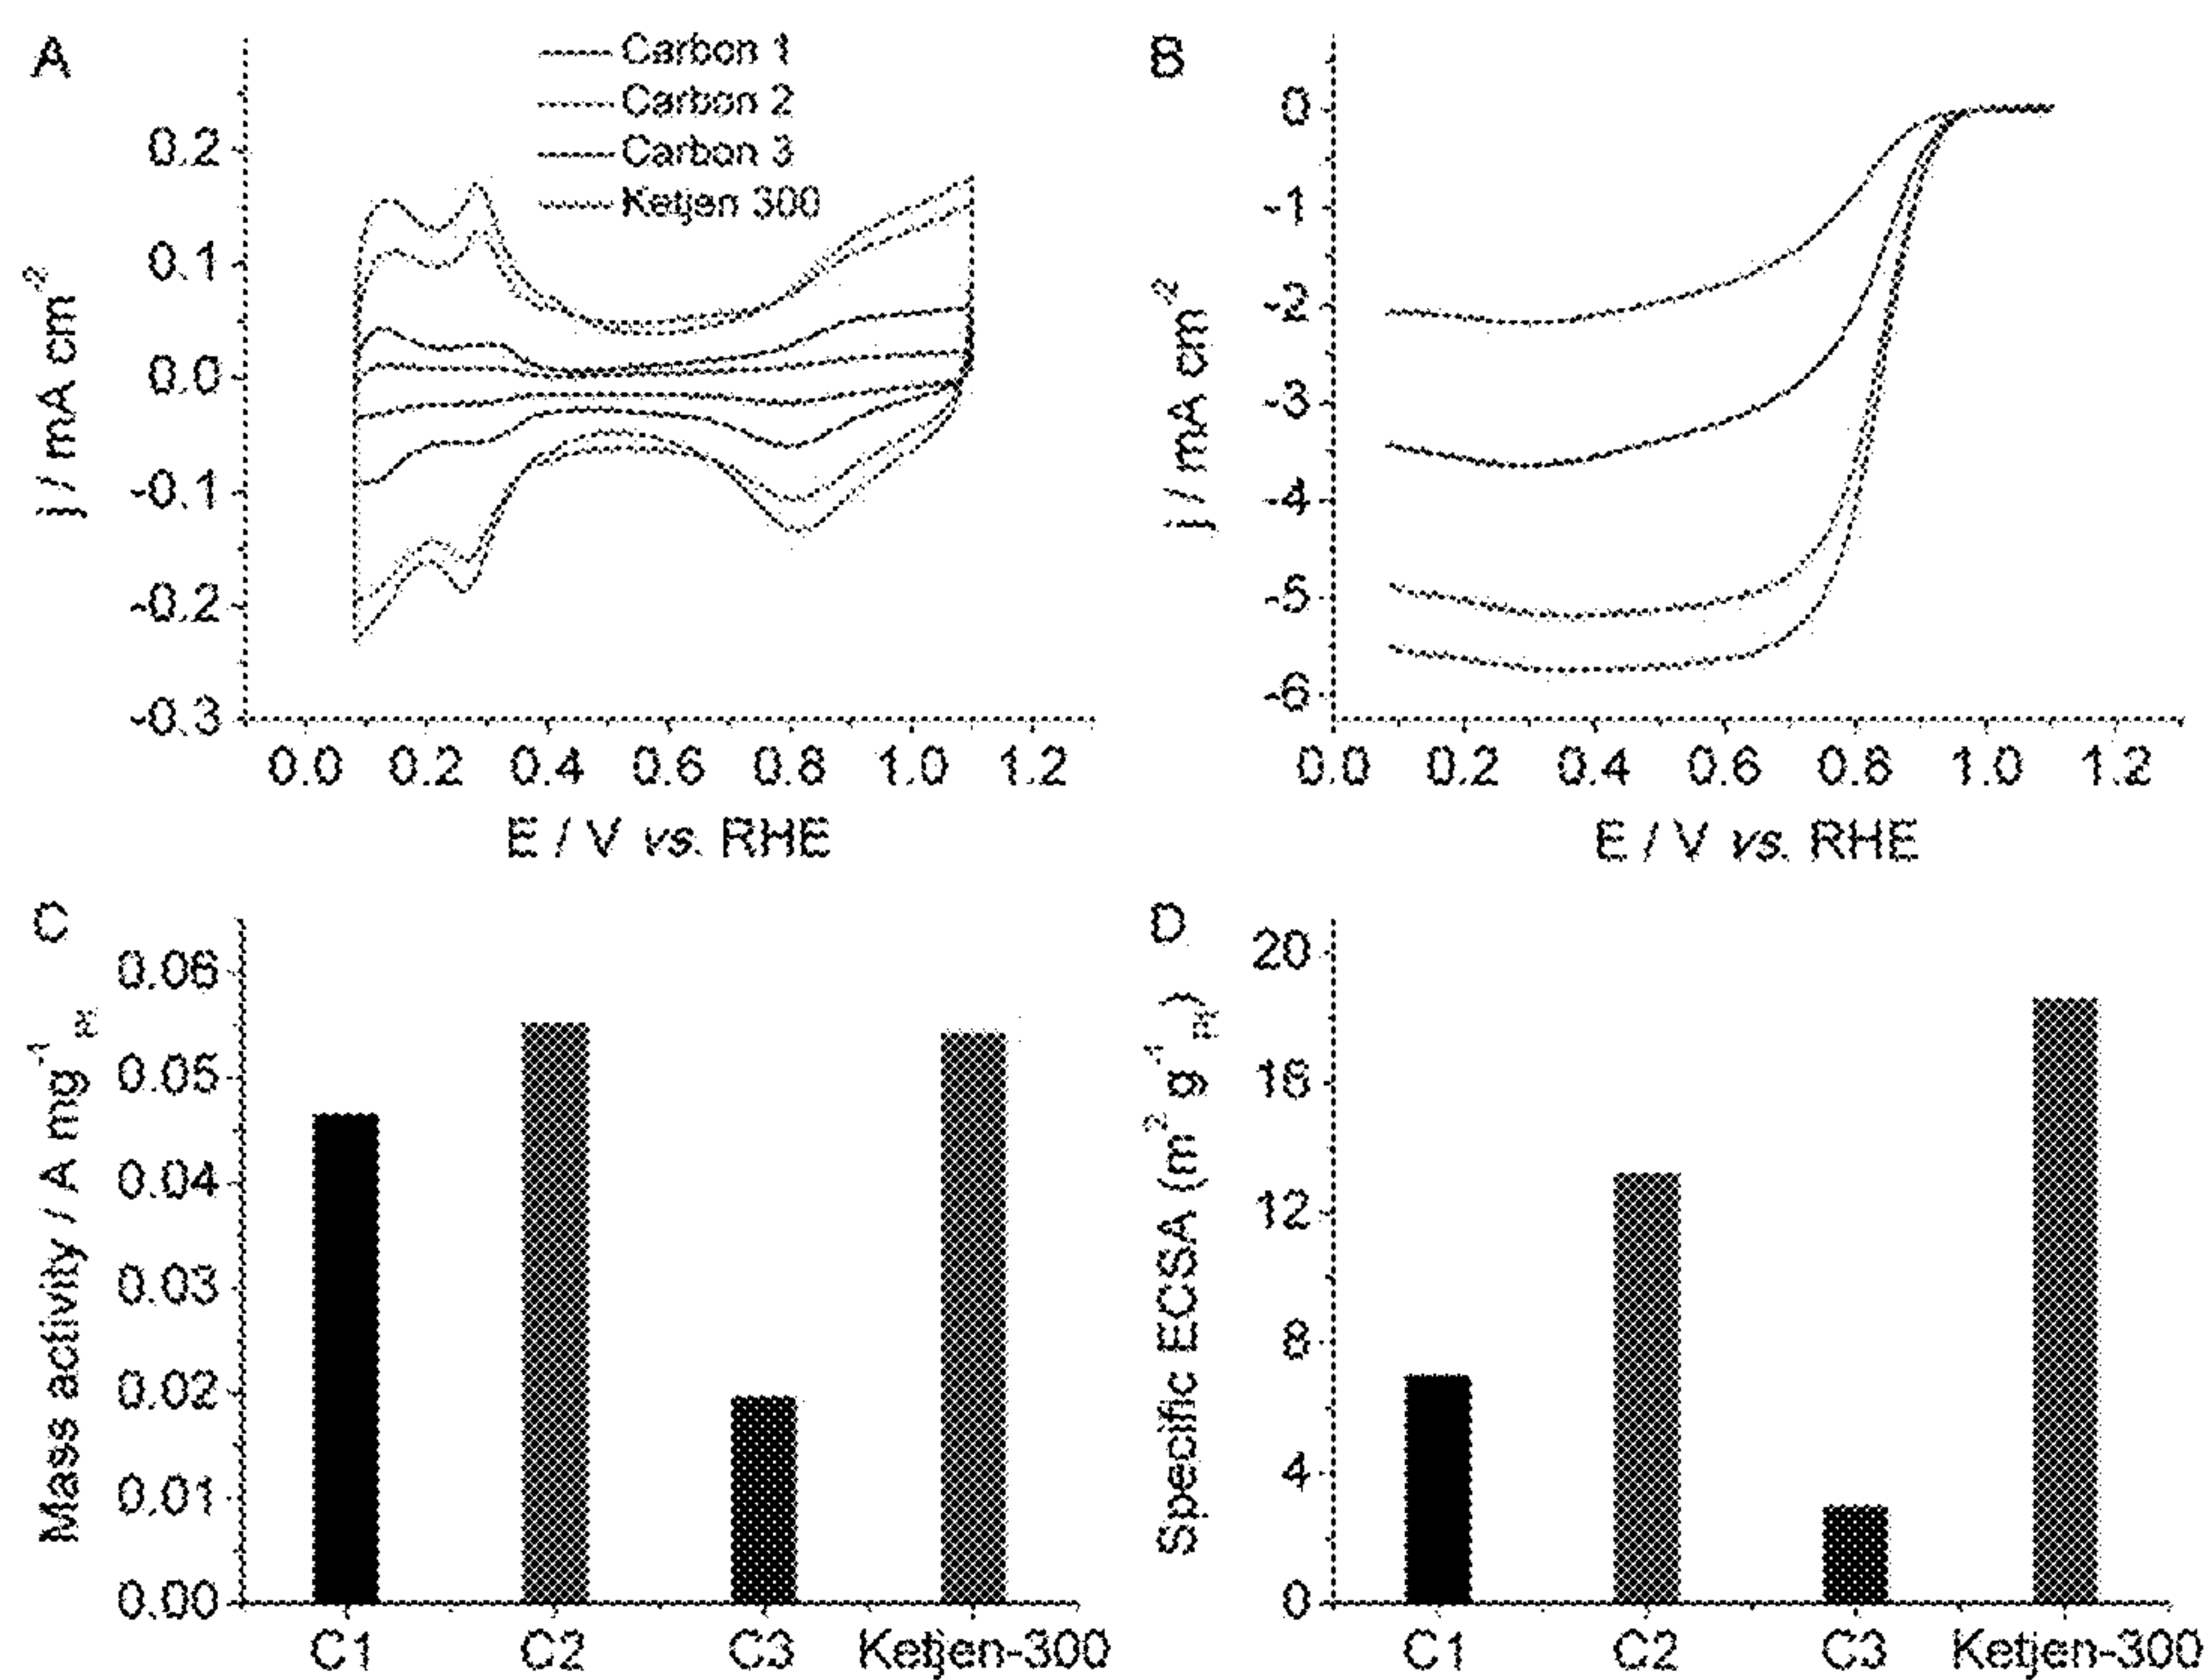 A
Carbon 1
Carbon 2
Carbon 3
Ketjen 300
0.2
0.1
0.0
-0.1
-0.2
-0.3
j / mA cm⁻²
0.0 0.2 0.4 0.6 0.8 1.0 1.2
E / V vs. RHE
B
0
-1
-2
-3
-4
-5
-6
j / mA cm⁻²
0.0 0.2 0.4 0.6 0.8 1.0 1.2
E / V vs. RHE
C
0.06
0.05
0.04
0.03
0.02
0.01
0.00
Mass activity / A mg⁻¹
C1 C2 C3 Ketjen-300
D
20
16
12
8
4
0
Specific ECSA (m² g⁻¹)
C1 C2 C3 Ketjen-300